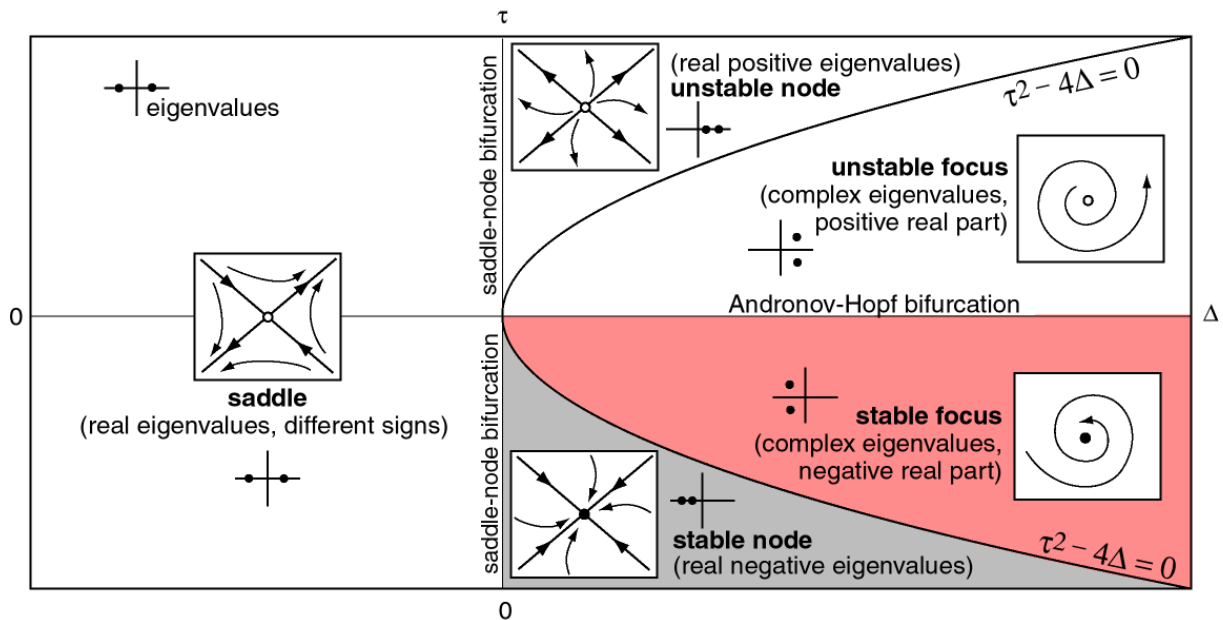 τ
eigenvalues
saddle-node bifurcation
(real positive eigenvalues)
unstable node
τ2 − 4Δ = 0
unstable focus
(complex eigenvalues,
positive real part)
Andronov-Hopf bifurcation
0
Δ
saddle
(real eigenvalues, different signs)
saddle-node bifurcation
stable focus
(complex eigenvalues,
negative real part)
stable node
(real negative eigenvalues)
τ2 − 4Δ = 0
0